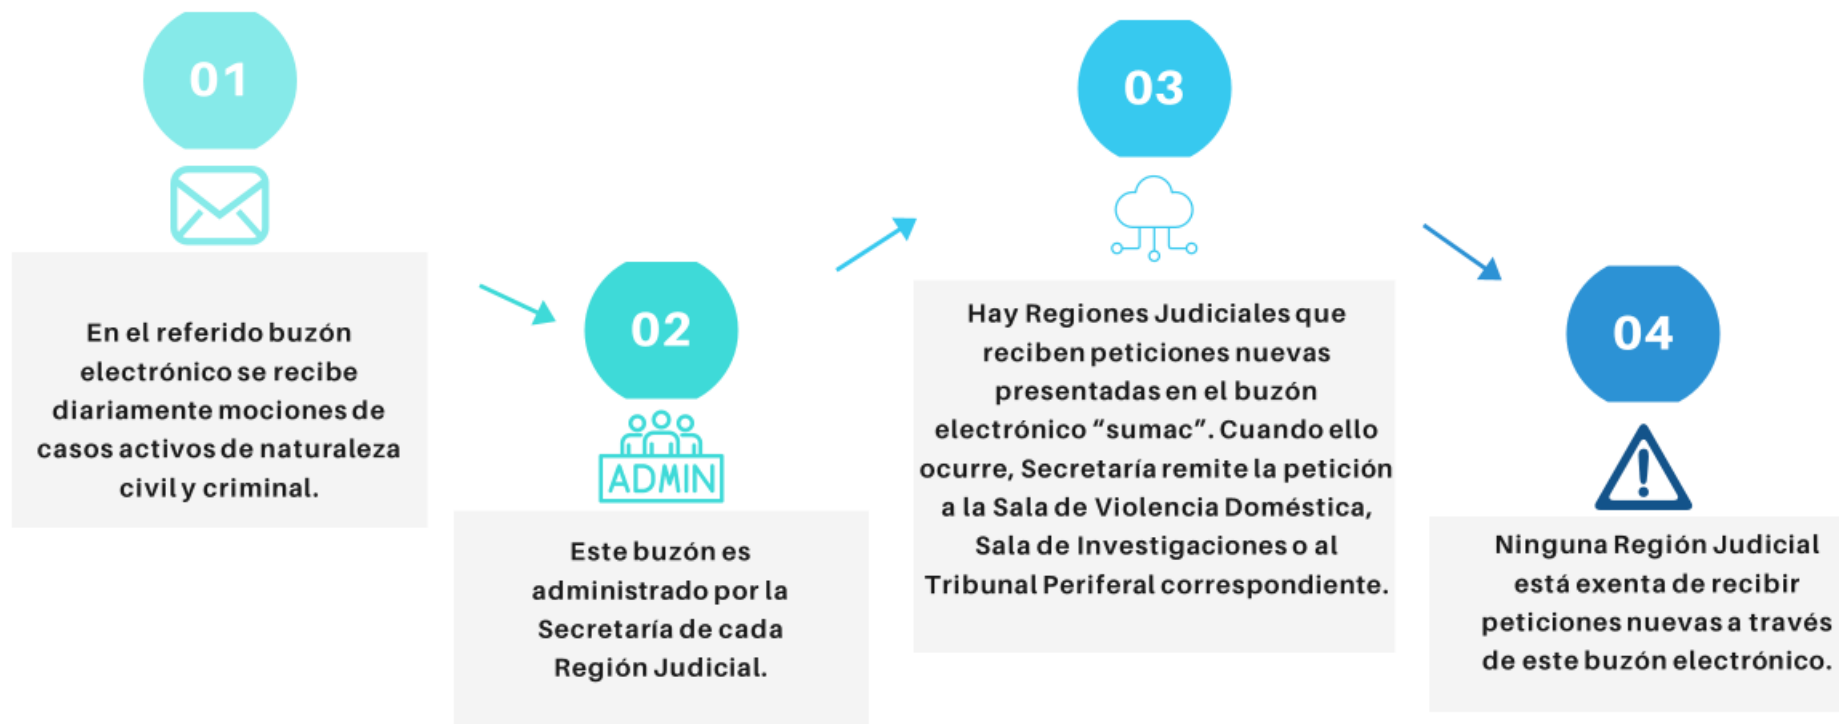 01
En el referido buzón
electrónico se recibe
diariamente mociones de
casos activos de naturaleza
civil y criminal.
02
ADMIN
Este buzón es
administrado por la
Secretaría de cada
Región Judicial.
03
Hay Regiones Judiciales que
reciben peticiones nuevas
presentadas en el buzón
electrónico “sumac”. Cuando ello
ocurre, Secretaría remite la petición
a la Sala de Violencia Doméstica,
Sala de Investigaciones o al
Tribunal Periferal correspondiente.
04
Ninguna Región Judicial
está exenta de recibir
peticiones nuevas a través
de este buzón electrónico.